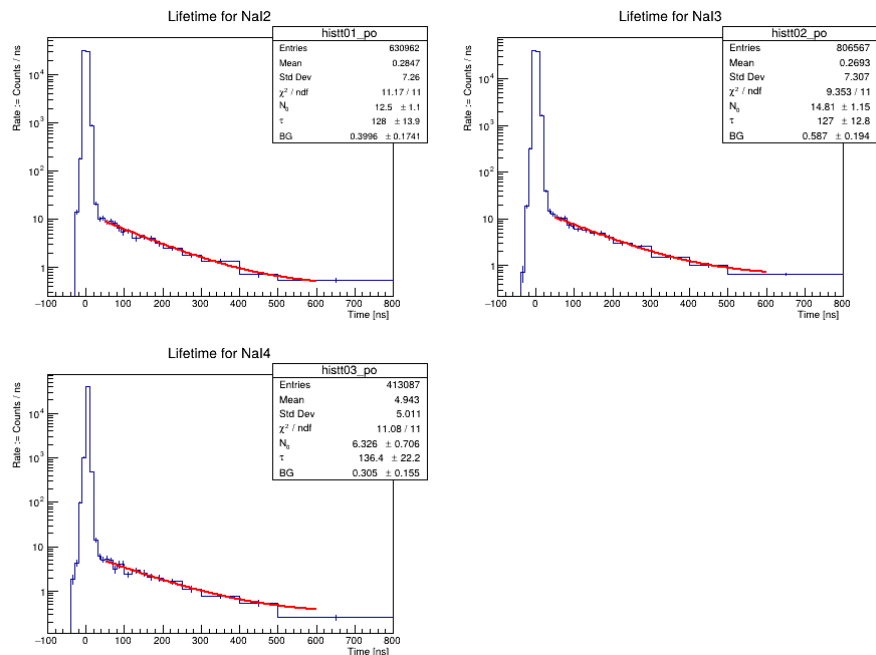 Lifetime for NaI2
histt01_po
Entries 630962
Mean 0.2847
Std Dev 7.26
χ² / ndf 11.17 / 11
N₀ 12.5 ± 1.1
τ 128 ± 13.9
BG 0.3996 ± 0.1741
Rate := Counts / ns
10⁴
10³
10²
10
1
−100 0 100 200 300 400 500 600 700 800
Time [ns]
Lifetime for NaI3
histt02_po
Entries 806567
Mean 0.2693
Std Dev 7.307
χ² / ndf 9.353 / 11
N₀ 14.81 ± 1.15
τ 127 ± 12.8
BG 0.587 ± 0.194
Rate := Counts / ns
10⁴
10³
10²
10
1
−100 0 100 200 300 400 500 600 700 800
Time [ns]
Lifetime for NaI4
histt03_po
Entries 413087
Mean 4.943
Std Dev 5.011
χ² / ndf 11.08 / 11
N₀ 6.326 ± 0.706
τ 136.4 ± 22.2
BG 0.305 ± 0.155
Rate := Counts / ns
10⁴
10³
10²
10
1
−100 0 100 200 300 400 500 600 700 800
Time [ns]